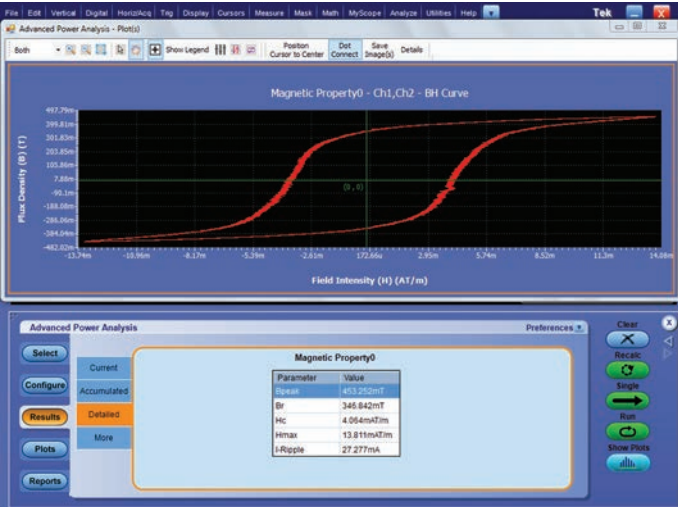 File Edit Vertical Digital Horiz/Acq Trig Display Cursors Measure Mask Math MyScope Analyze Utilities Help Tek
Advanced Power Analysis - Plot(s)
Both Show Legend Position Cursor to Center Dot Connect Save Image(s) Details
Magnetic Property0 - Ch1,Ch2 - BH Curve
Flux Density (B) (T)
497.79m
399.81m
301.83m
203.85m
105.86m
7.88m
-90.1m
-188.08m
-286.06m
-384.04m
-482.02m
(0, 0)
-13.74m -10.96m -8.17m -5.39m -2.61m 172.66u 2.95m 5.74m 8.52m 11.3m 14.08m
Field Intensity (H) (AT/m)
Advanced Power Analysis
Preferences
Select
Configure
Results
Plots
Reports
Current
Accumulated
Detailed
More
Magnetic Property0
Parameter Value
Bpeak 453.252mT
Br 346.842mT
Hc 4.064mAT/m
Hmax 13.811mAT/m
I-Ripple 27.277mA
Clear
X
Recalc
Single
Run
Show Plots